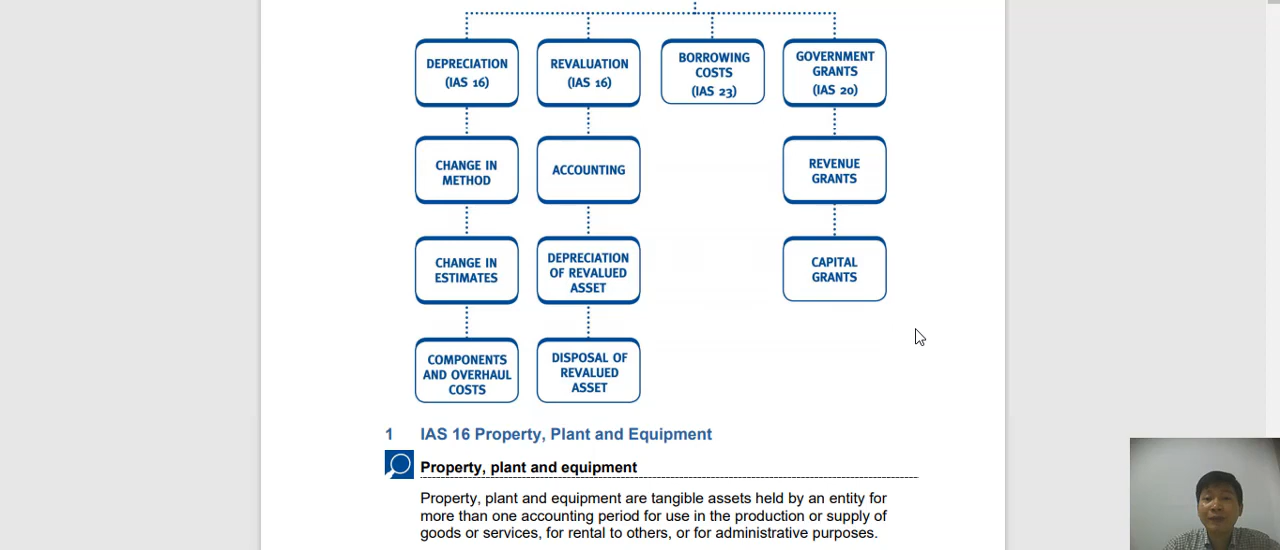 DEPRECIATION
(IAS 16)
REVALUATION
(IAS 16)
BORROWING
COSTS
(IAS 23)
GOVERNMENT
GRANTS
(IAS 20)
CHANGE IN
METHOD
ACCOUNTING
REVENUE
GRANTS
CHANGE IN
ESTIMATES
DEPRECIATION
OF REVALUED
ASSET
CAPITAL
GRANTS
COMPONENTS
AND OVERHAUL
COSTS
DISPOSAL OF
REVALUED
ASSET
1 IAS 16 Property, Plant and Equipment
Property, plant and equipment
Property, plant and equipment are tangible assets held by an entity for
more than one accounting period for use in the production or supply of
goods or services, for rental to others, or for administrative purposes.